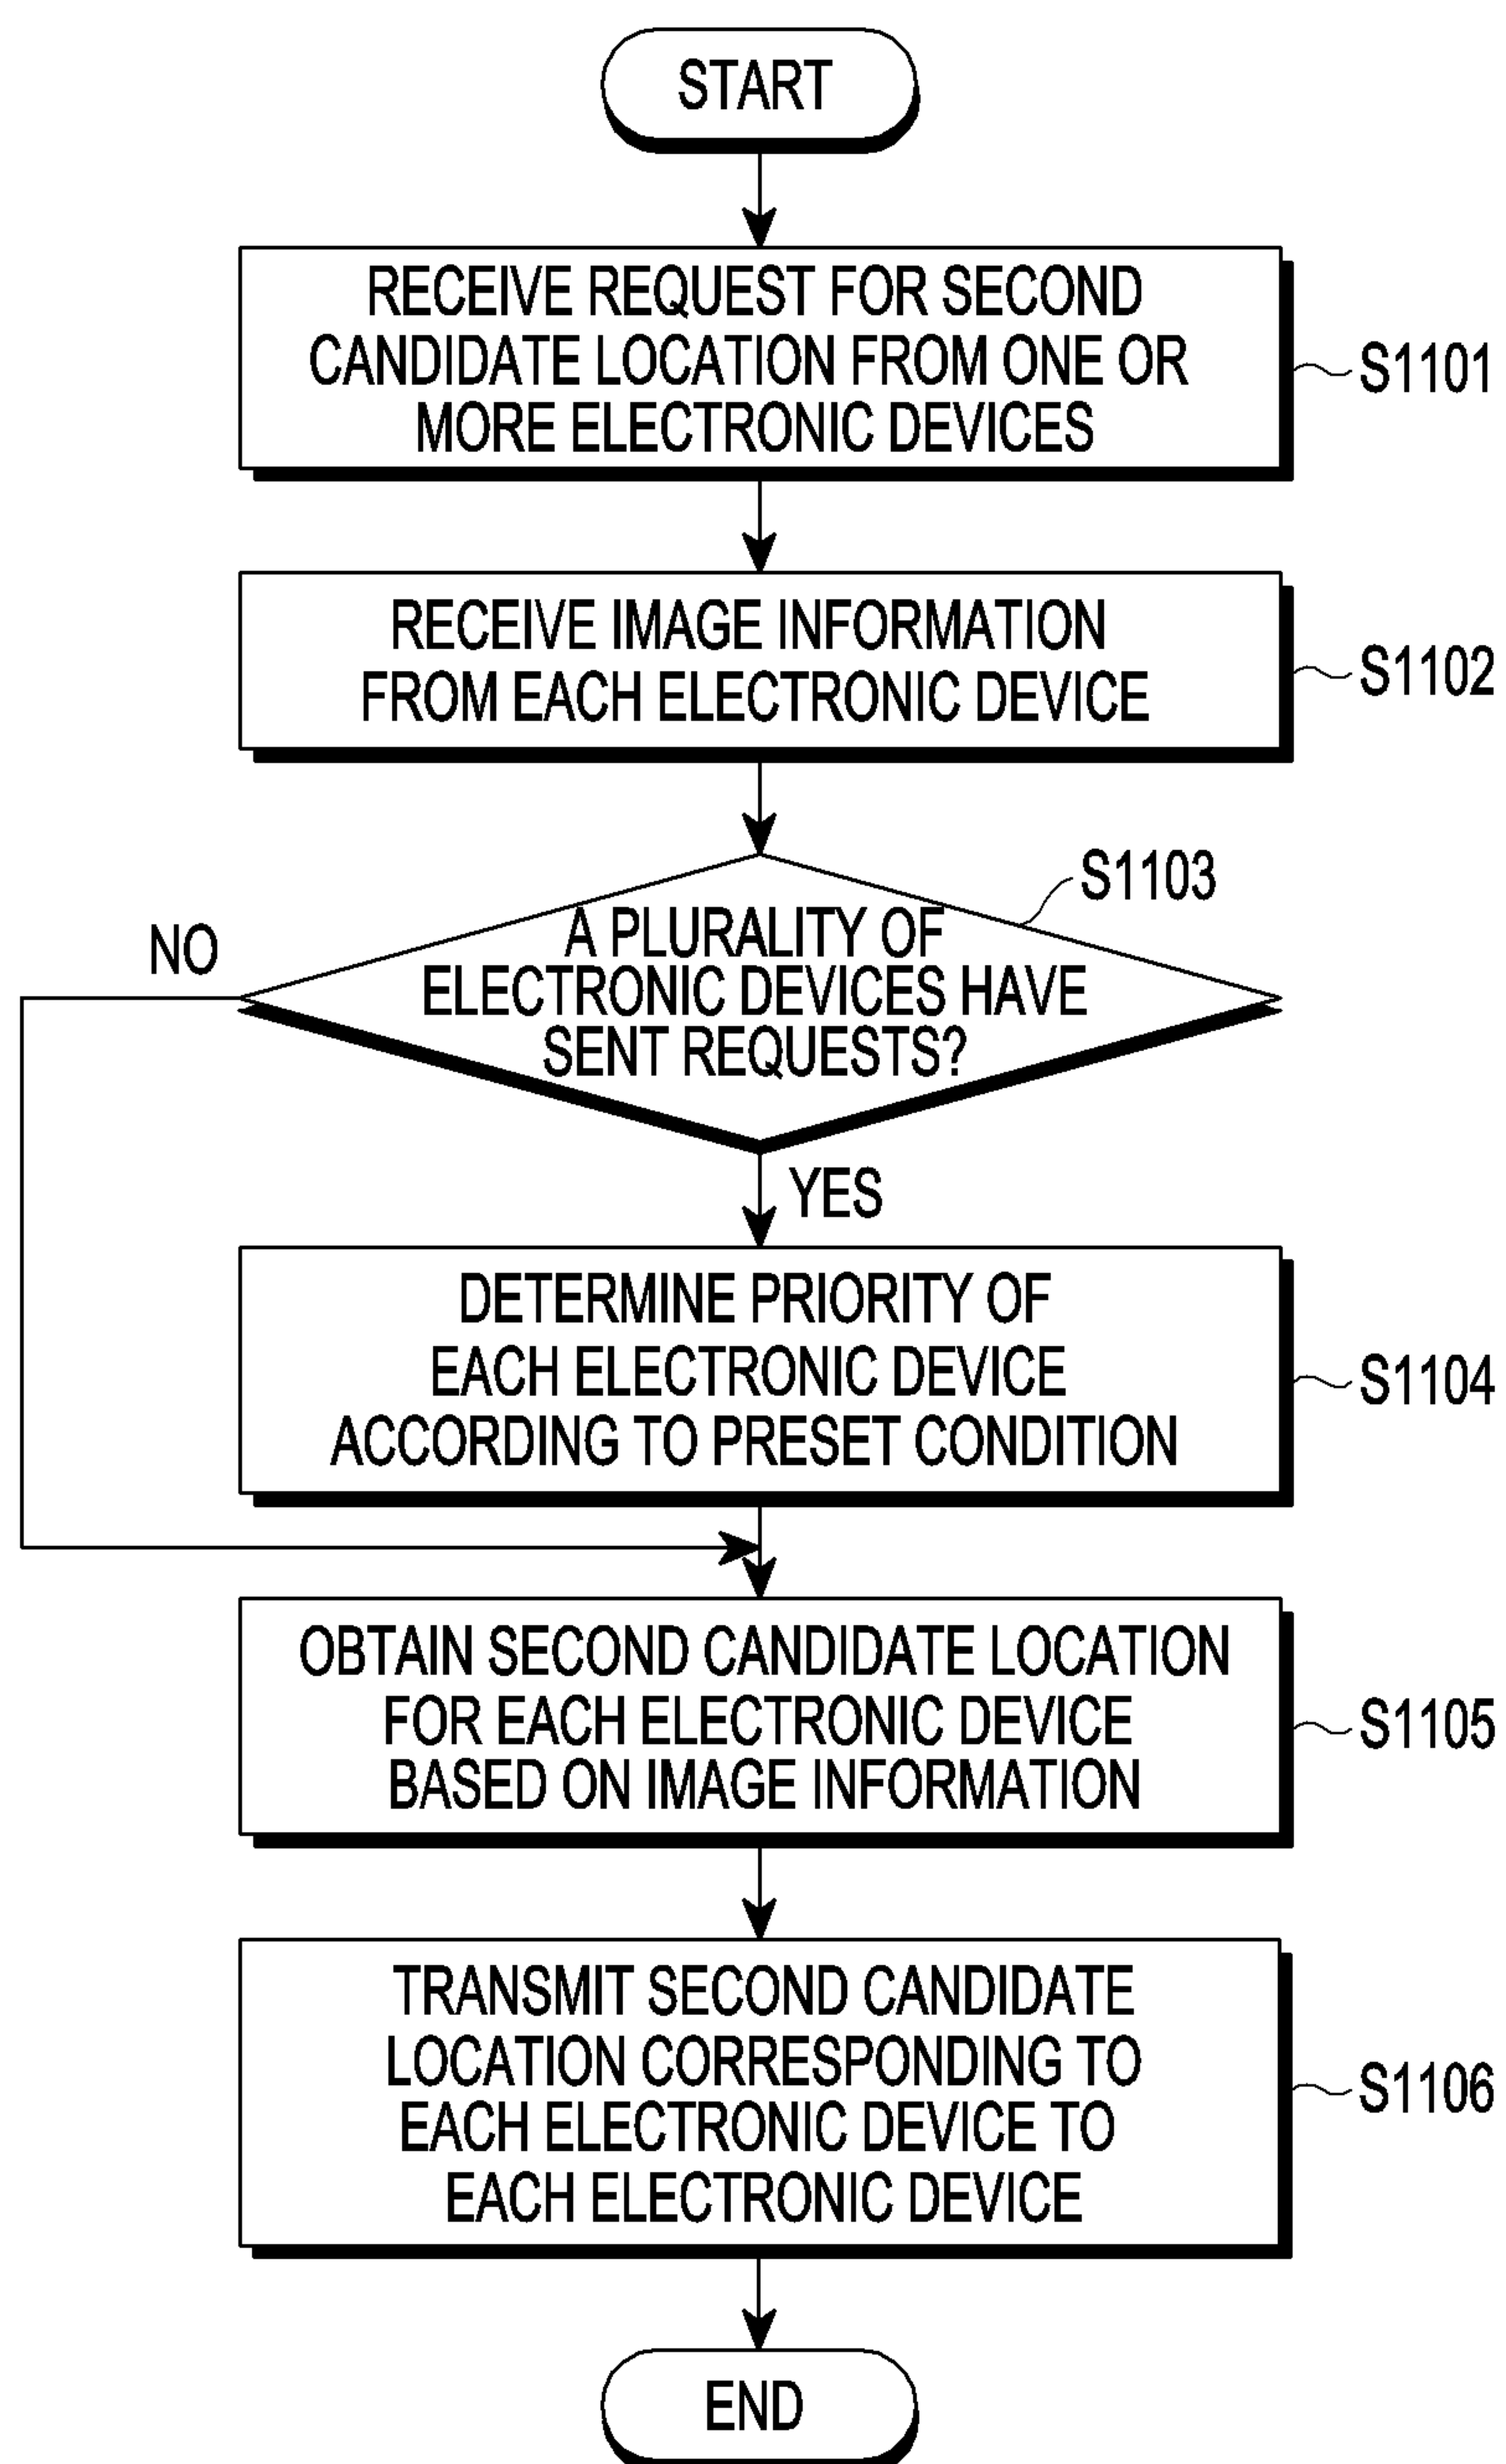 START
RECEIVE REQUEST FOR SECOND
CANDIDATE LOCATION FROM ONE OR
MORE ELECTRONIC DEVICES
S1101
RECEIVE IMAGE INFORMATION
FROM EACH ELECTRONIC DEVICE
S1102
S1103
NO
A PLURALITY OF
ELECTRONIC DEVICES HAVE
SENT REQUESTS?
YES
DETERMINE PRIORITY OF
EACH ELECTRONIC DEVICE
ACCORDING TO PRESET CONDITION
S1104
OBTAIN SECOND CANDIDATE LOCATION
FOR EACH ELECTRONIC DEVICE
BASED ON IMAGE INFORMATION
S1105
TRANSMIT SECOND CANDIDATE
LOCATION CORRESPONDING TO
EACH ELECTRONIC DEVICE TO
EACH ELECTRONIC DEVICE
S1106
END